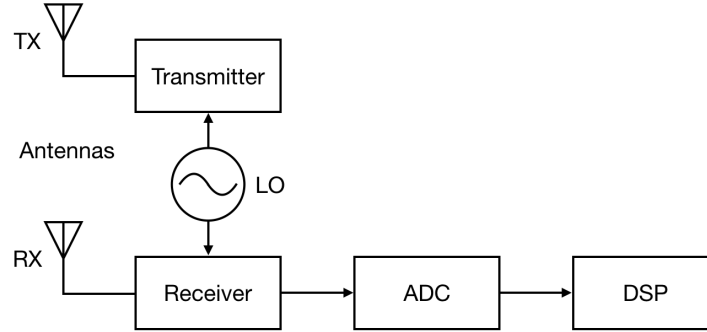 TX
Transmitter
Antennas
LO
RX
Receiver
ADC
DSP